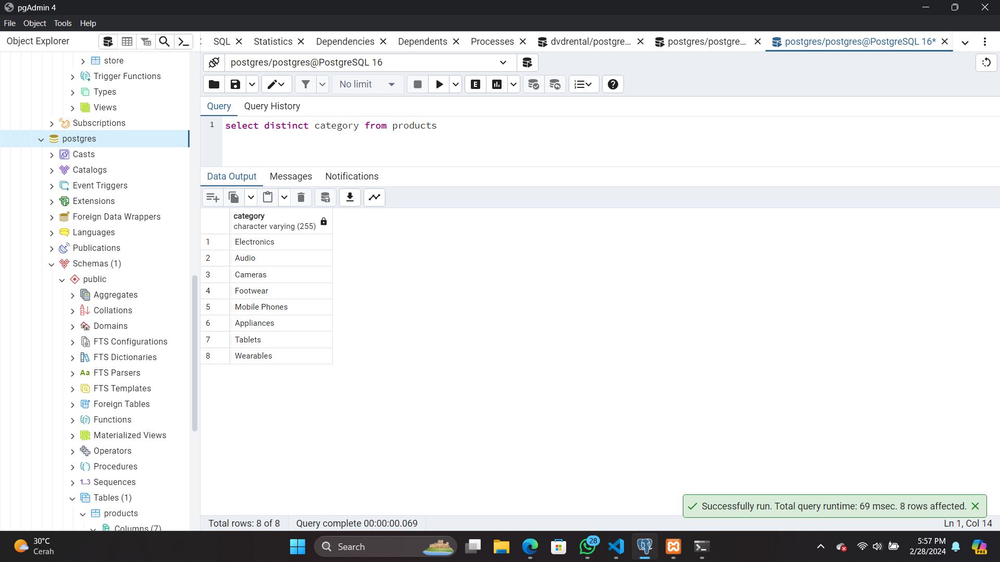 pgAdmin 4
File Object Tools Help
Object Explorer
SQL Statistics Dependencies Dependents Processes dvdrental/postgre... postgres/postgre... postgres/postgres@PostgreSQL 16*
postgres/postgres@PostgreSQL 16
No limit
E
Query Query History
1 select distinct category from products
Data Output Messages Notifications
category
character varying (255)
1 Electronics
2 Audio
3 Cameras
4 Footwear
5 Mobile Phones
6 Appliances
7 Tablets
8 Wearables
store
Trigger Functions
Types
Views
Subscriptions
postgres
Casts
Catalogs
Event Triggers
Extensions
Foreign Data Wrappers
Languages
Publications
Schemas (1)
public
Aggregates
Collations
Domains
FTS Configurations
FTS Dictionaries
Aa FTS Parsers
FTS Templates
Foreign Tables
Functions
Materialized Views
Operators
Procedures
1..3 Sequences
Tables (1)
products
Columns (7)
Successfully run. Total query runtime: 69 msec. 8 rows affected.
Total rows: 8 of 8 Query complete 00:00:00.069 Ln 1, Col 14
30°C
Cerah
Search
28
5:57 PM
2/28/2024
PRE